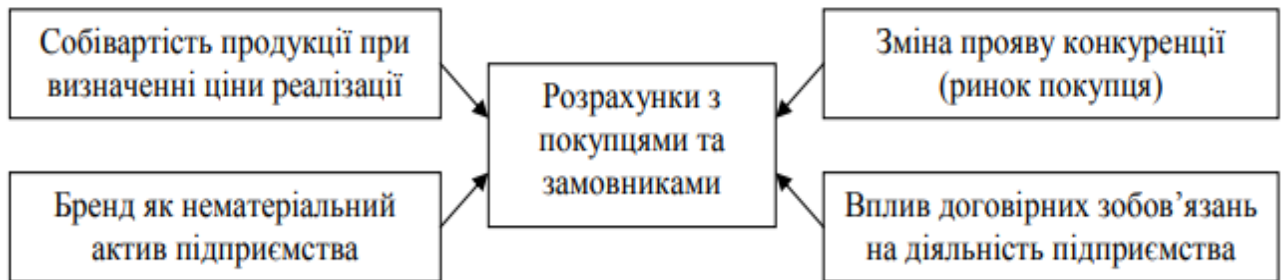 Собівартість продукції при
визначенні ціни реалізації
Бренд як нематеріальний
актив підприємства
Розрахунки з
покупцями та
замовниками
Зміна прояву конкуренції
(ринок покупця)
Вплив договірних зобов’язань
на діяльність підприємства